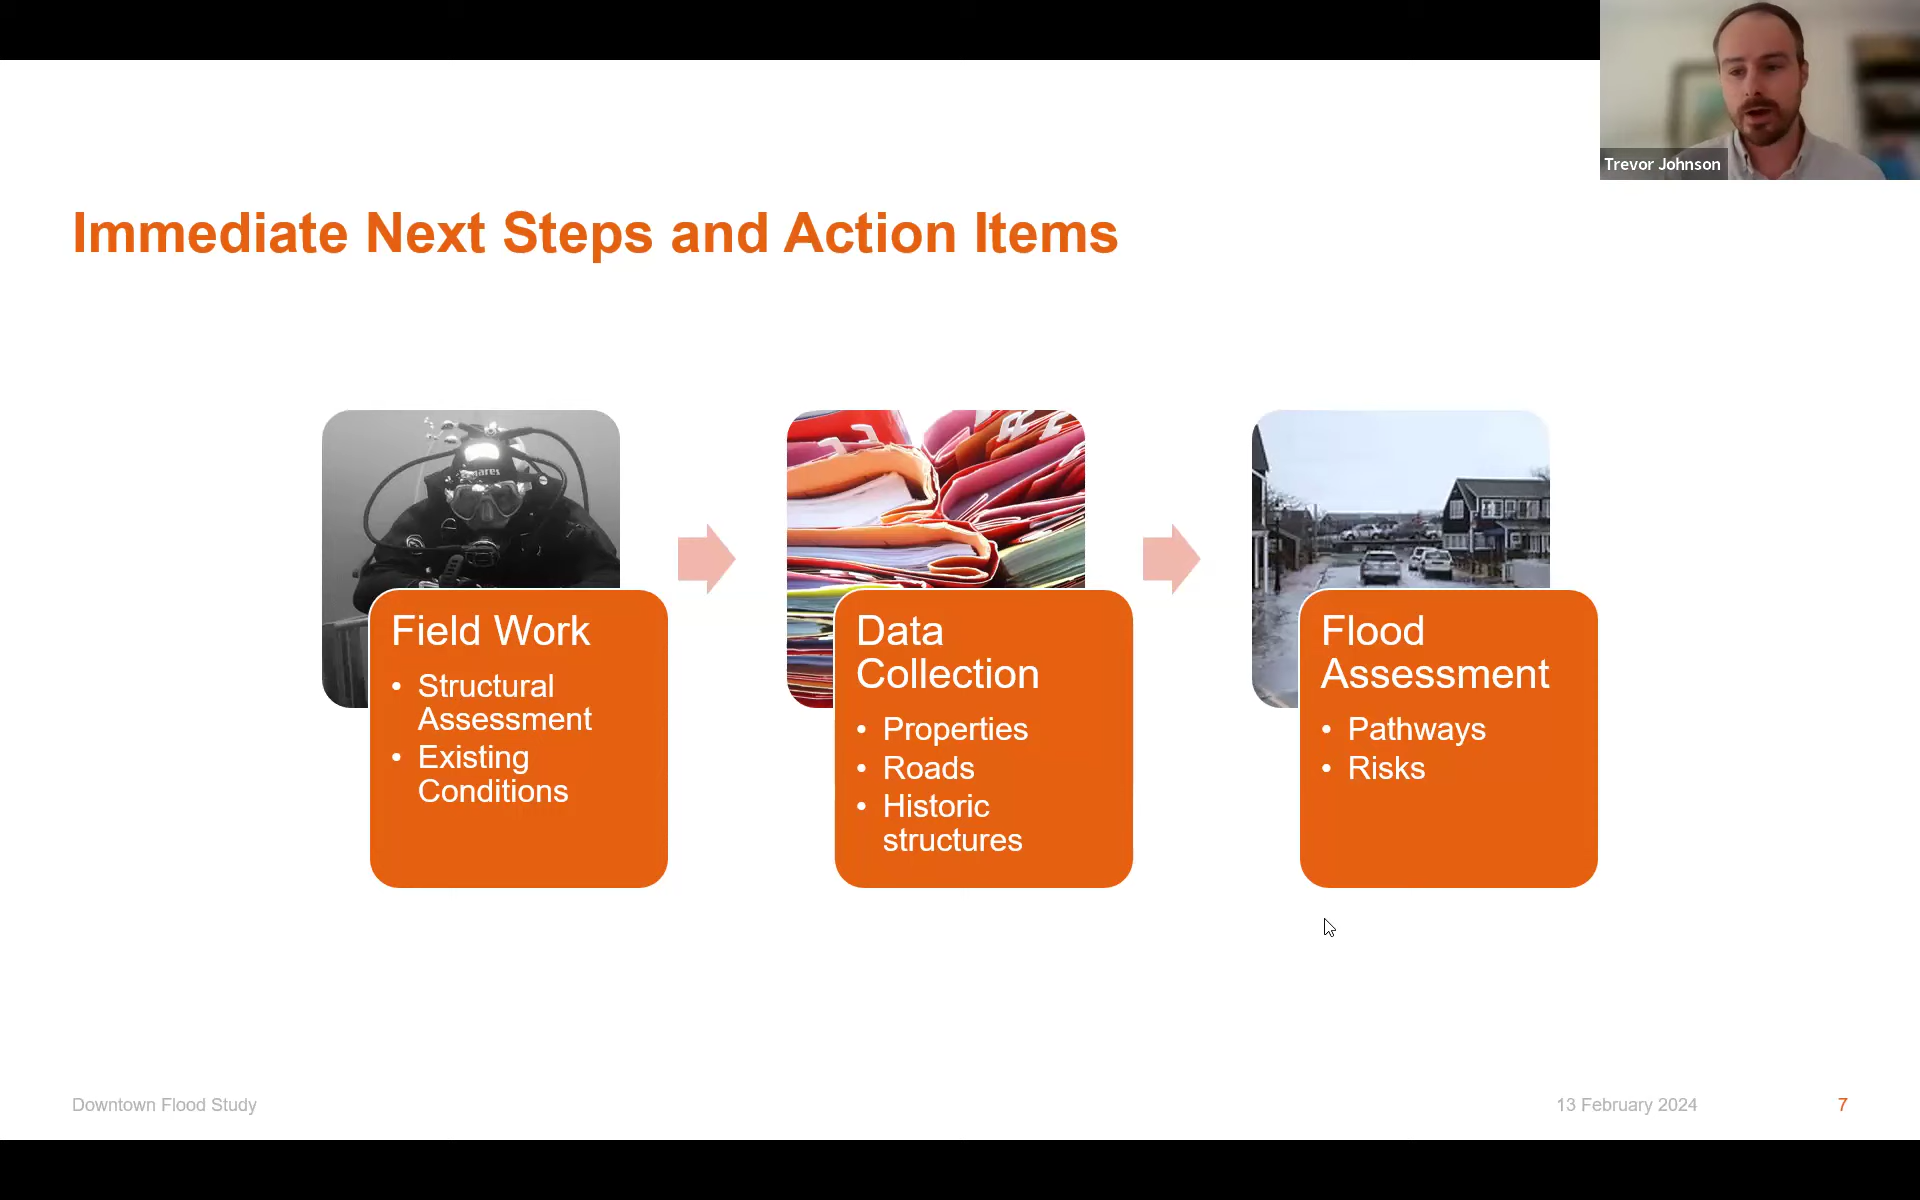 Trevor Johnson
Immediate Next Steps and Action Items
mares
Field Work
• Structural
Assessment
• Existing
Conditions
Data
Collection
• Properties
• Roads
• Historic
structures
Flood
Assessment
• Pathways
• Risks
Downtown Flood Study
13 February 2024
7